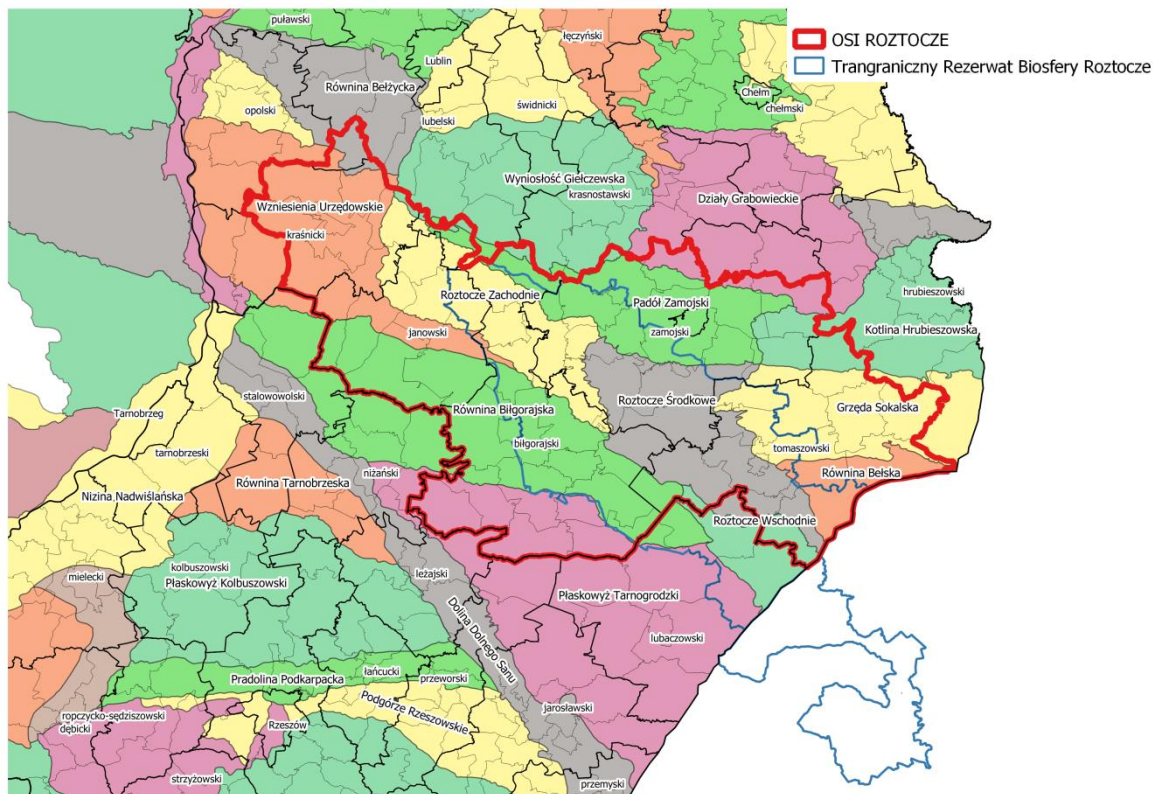 OSI ROZTOCZE
Trangraniczny Rezerwat Biosfery Roztocze
puławski
łęczyński
Lublin
Równina Bełżycka
Chełm
chełmski
opolski
świdnicki
lubelski
Wyniosłość Giełczewska
krasnostawski
Działy Grabowieckie
Wzniesienia Urzędowskie
kraśnicki
Roztocze Zachodnie
hrubieszowski
Padół Zamojski
zamojski
Kotlina Hrubieszowska
janowski
Roztocze Środkowe
stalowowolski
Grzęda Sokalska
Równina Biłgorajska
Tarnobrzeg
biłgorajski
tomaszowski
tarnobrzeski
niżański
Równina Bełska
Nizina Nadwiślańska
Równina Tarnobrzeska
Roztocze Wschodnie
kolbuszowski
mielecki
Płaskowyż Kolbuszowski
leżajski
Płaskowyż Tarnogrodzki
Dolina Dolnego Sanu
lubaczowski
łańcucki
Pradolina Podkarpacka
przeworski
Podgórze Rzeszowskie
jarosławski
ropczycko-sędziszowski
dębicki
Rzeszów
strzyżowski
przemyski